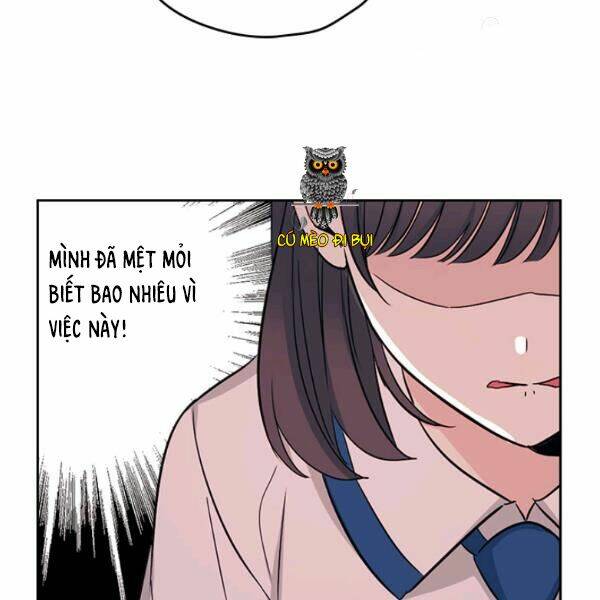 CÚ MÈO ĐI BỤI
MÌNH ĐÃ MỆT MỎI
BIẾT BAO NHIÊU VÌ
VIỆC NÀY!